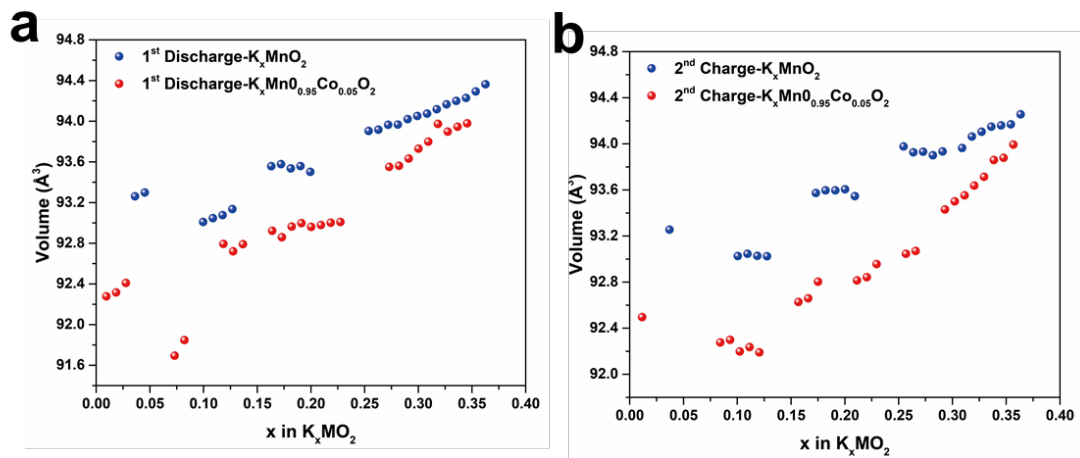 a
94.8
94.4
94.0
93.6
93.2
92.8
92.4
92.0
91.6
Volume (Å³)
1st Discharge-KxMnO2
1st Discharge-KxMn0.95Co0.05O2
0.00 0.05 0.10 0.15 0.20 0.25 0.30 0.35 0.40
x in KxMO2
b
94.8
94.4
94.0
93.6
93.2
92.8
92.4
92.0
Volume (Å³)
2nd Charge-KxMnO2
2nd Charge-KxMn0.95Co0.05O2
0.00 0.05 0.10 0.15 0.20 0.25 0.30 0.35 0.40
x in KxMO2